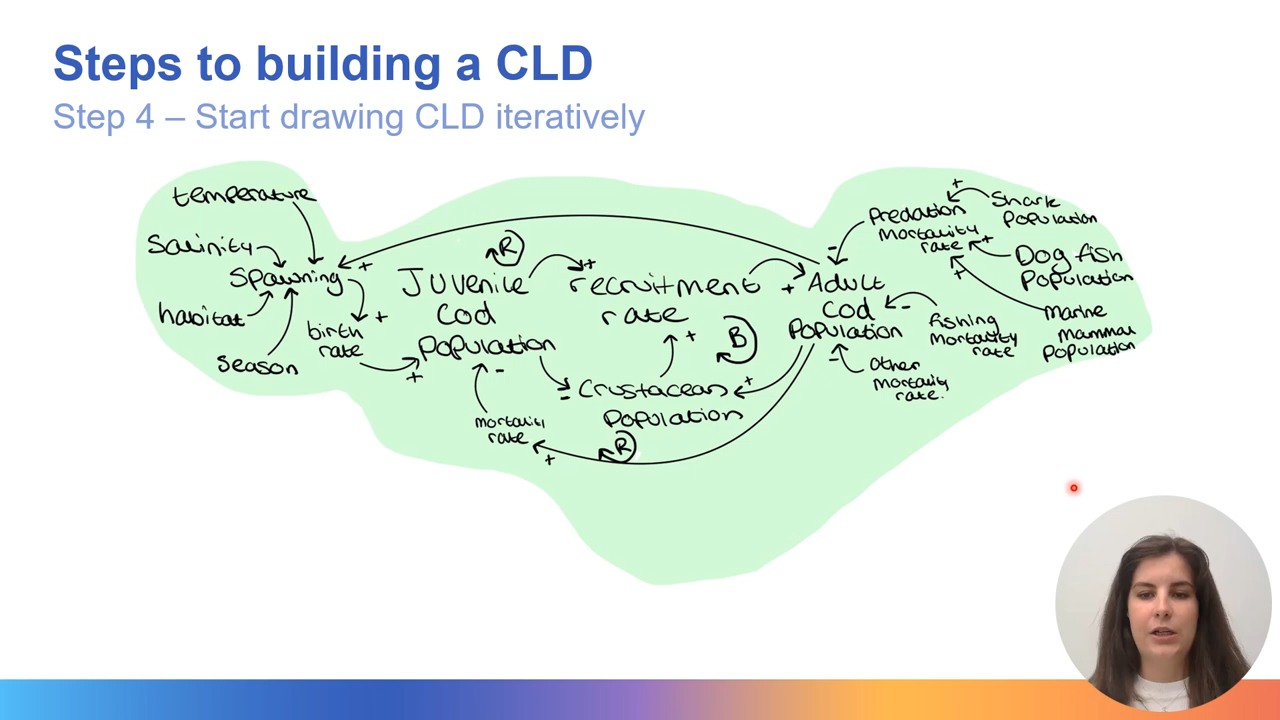 Steps to building a CLD
Step 4 – Start drawing CLD iteratively
temperature
Salinity
Spawning
habitat
Season
+
birth
rate
+
+
R
Juvenile
Cod
Population
-
mortality
rate
+
+
recruitment
rate
+
B
-
Crustacean
Population
+
R
+
Adult
Cod
Population
-
-
-
Predation
Mortality
rate
+
+
+
Shark
Population
Dog fish
Population
Marine
Mammal
Population
fishing
Mortality
rate
Other
Mortality
rate.